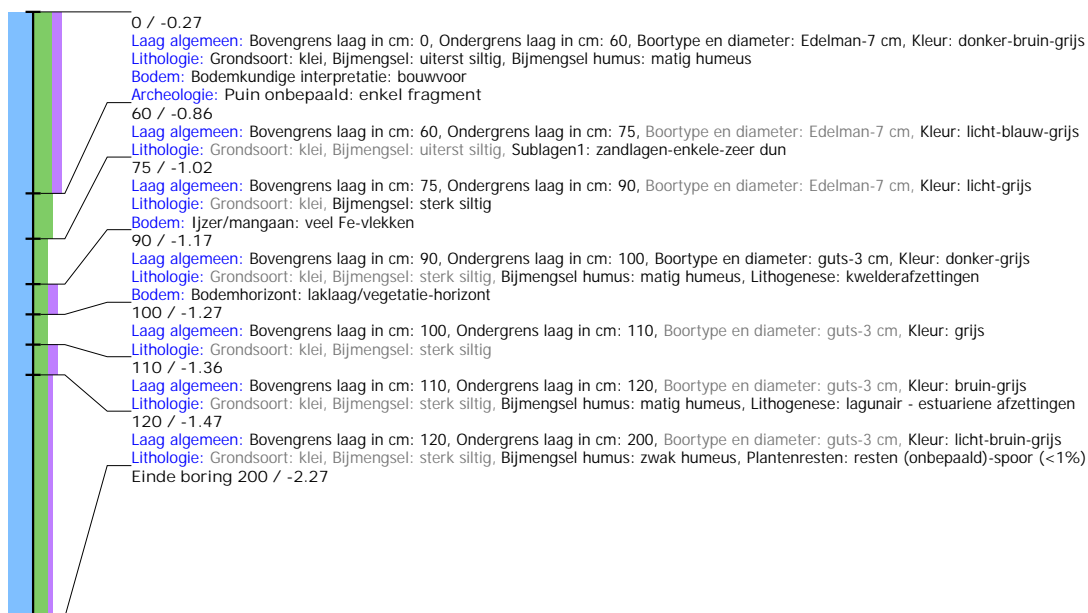 0 / -0.27
Laag algemeen: Bovengrens laag in cm: 0, Ondergrens laag in cm: 60, Boortype en diameter: Edelman-7 cm, Kleur: donker-bruin-grijs
Lithologie: Grondsoort: klei, Bijmengsel: uiterst siltig, Bijmengsel humus: matig humeus
Bodem: Bodemkundige interpretatie: bouwvoor
Archeologie: Puin onbepaald: enkel fragment
60 / -0.86
Laag algemeen: Bovengrens laag in cm: 60, Ondergrens laag in cm: 75, Boortype en diameter: Edelman-7 cm, Kleur: licht-blauw-grijs
Lithologie: Grondsoort: klei, Bijmengsel: uiterst siltig, Sublagen1: zandlagen-enkele-zeer dun
75 / -1.02
Laag algemeen: Bovengrens laag in cm: 75, Ondergrens laag in cm: 90, Boortype en diameter: Edelman-7 cm, Kleur: licht-grijs
Lithologie: Grondsoort: klei, Bijmengsel: sterk siltig
Bodem: Ijzer/mangaan: veel Fe-vlekken
90 / -1.17
Laag algemeen: Bovengrens laag in cm: 90, Ondergrens laag in cm: 100, Boortype en diameter: guts-3 cm, Kleur: donker-grijs
Lithologie: Grondsoort: klei, Bijmengsel: sterk siltig, Bijmengsel humus: matig humeus, Lithogenese: kwelderafzettingen
Bodem: Bodemhorizont: laklaag/vegetatie-horizont
100 / -1.27
Laag algemeen: Bovengrens laag in cm: 100, Ondergrens laag in cm: 110, Boortype en diameter: guts-3 cm, Kleur: grijs
Lithologie: Grondsoort: klei, Bijmengsel: sterk siltig
110 / -1.36
Laag algemeen: Bovengrens laag in cm: 110, Ondergrens laag in cm: 120, Boortype en diameter: guts-3 cm, Kleur: bruin-grijs
Lithologie: Grondsoort: klei, Bijmengsel: sterk siltig, Bijmengsel humus: matig humeus, Lithogenese: lagunair - estuariene afzettingen
120 / -1.47
Laag algemeen: Bovengrens laag in cm: 120, Ondergrens laag in cm: 200, Boortype en diameter: guts-3 cm, Kleur: licht-bruin-grijs
Lithologie: Grondsoort: klei, Bijmengsel: sterk siltig, Bijmengsel humus: zwak humeus, Plantenresten: resten (onbepaald)-spoor (<1%)
Einde boring 200 / -2.27